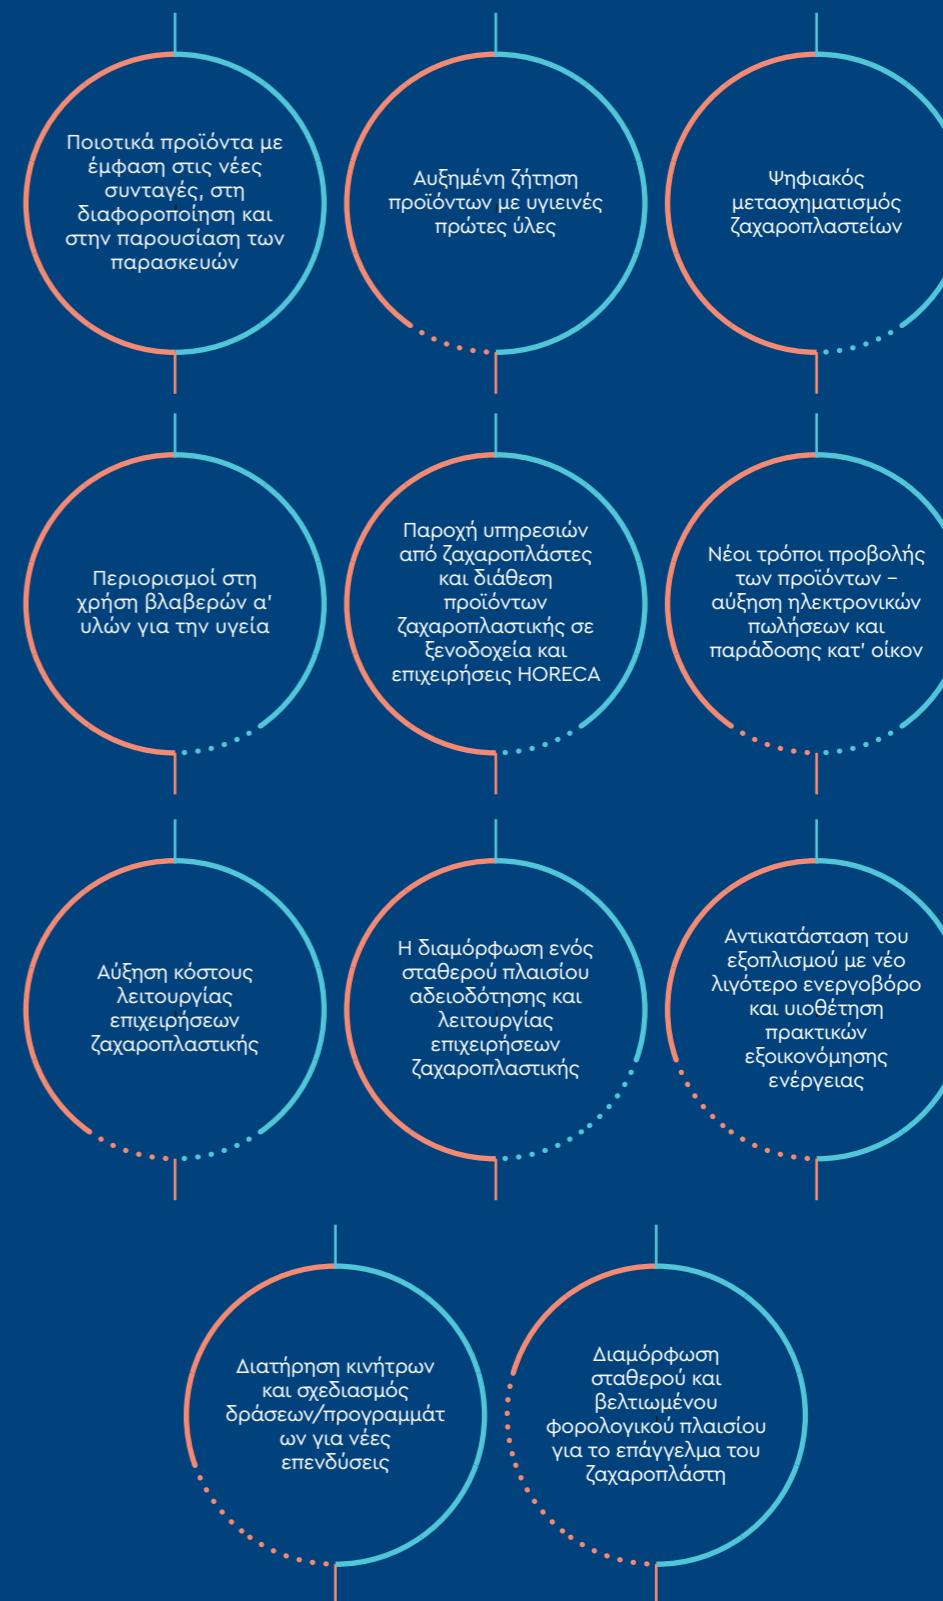 Ποιοτικά προϊόντα με
έμφαση στις νέες
συνταγές, στη
διαφοροποίηση και
στην παρουσίαση των
παρασκευών
Αυξημένη ζήτηση
προϊόντων με υγιεινές
πρώτες ύλες
Ψηφιακός
μετασχηματισμός
ζαχαροπλαστείων
Περιορισμοί στη
χρήση βλαβερών α'
υλών για την υγεία
Παροχή υπηρεσιών
από ζαχαροπλάστες
και διάθεση
προϊόντων
ζαχαροπλαστικής σε
ξενοδοχεία και
επιχειρήσεις HORECA
Νέοι τρόποι προβολής
των προϊόντων –
αύξηση ηλεκτρονικών
πωλήσεων και
παράδοσης κατ' οίκον
Αύξηση κόστους
λειτουργίας
επιχειρήσεων
ζαχαροπλαστικής
Η διαμόρφωση ενός
σταθερού πλαισίου
αδειοδότησης και
λειτουργίας
επιχειρήσεων
ζαχαροπλαστικής
Αντικατάσταση του
εξοπλισμού με νέο
λιγότερο ενεργοβόρο
και υιοθέτηση
πρακτικών
εξοικονόμησης
ενέργειας
Διατήρηση κινήτρων
και σχεδιασμός
δράσεων/προγραμμάτ
ων για νέες
επενδύσεις
Διαμόρφωση
σταθερού και
βελτιωμένου
φορολογικού πλαισίου
για το επάγγελμα του
ζαχαροπλάστη